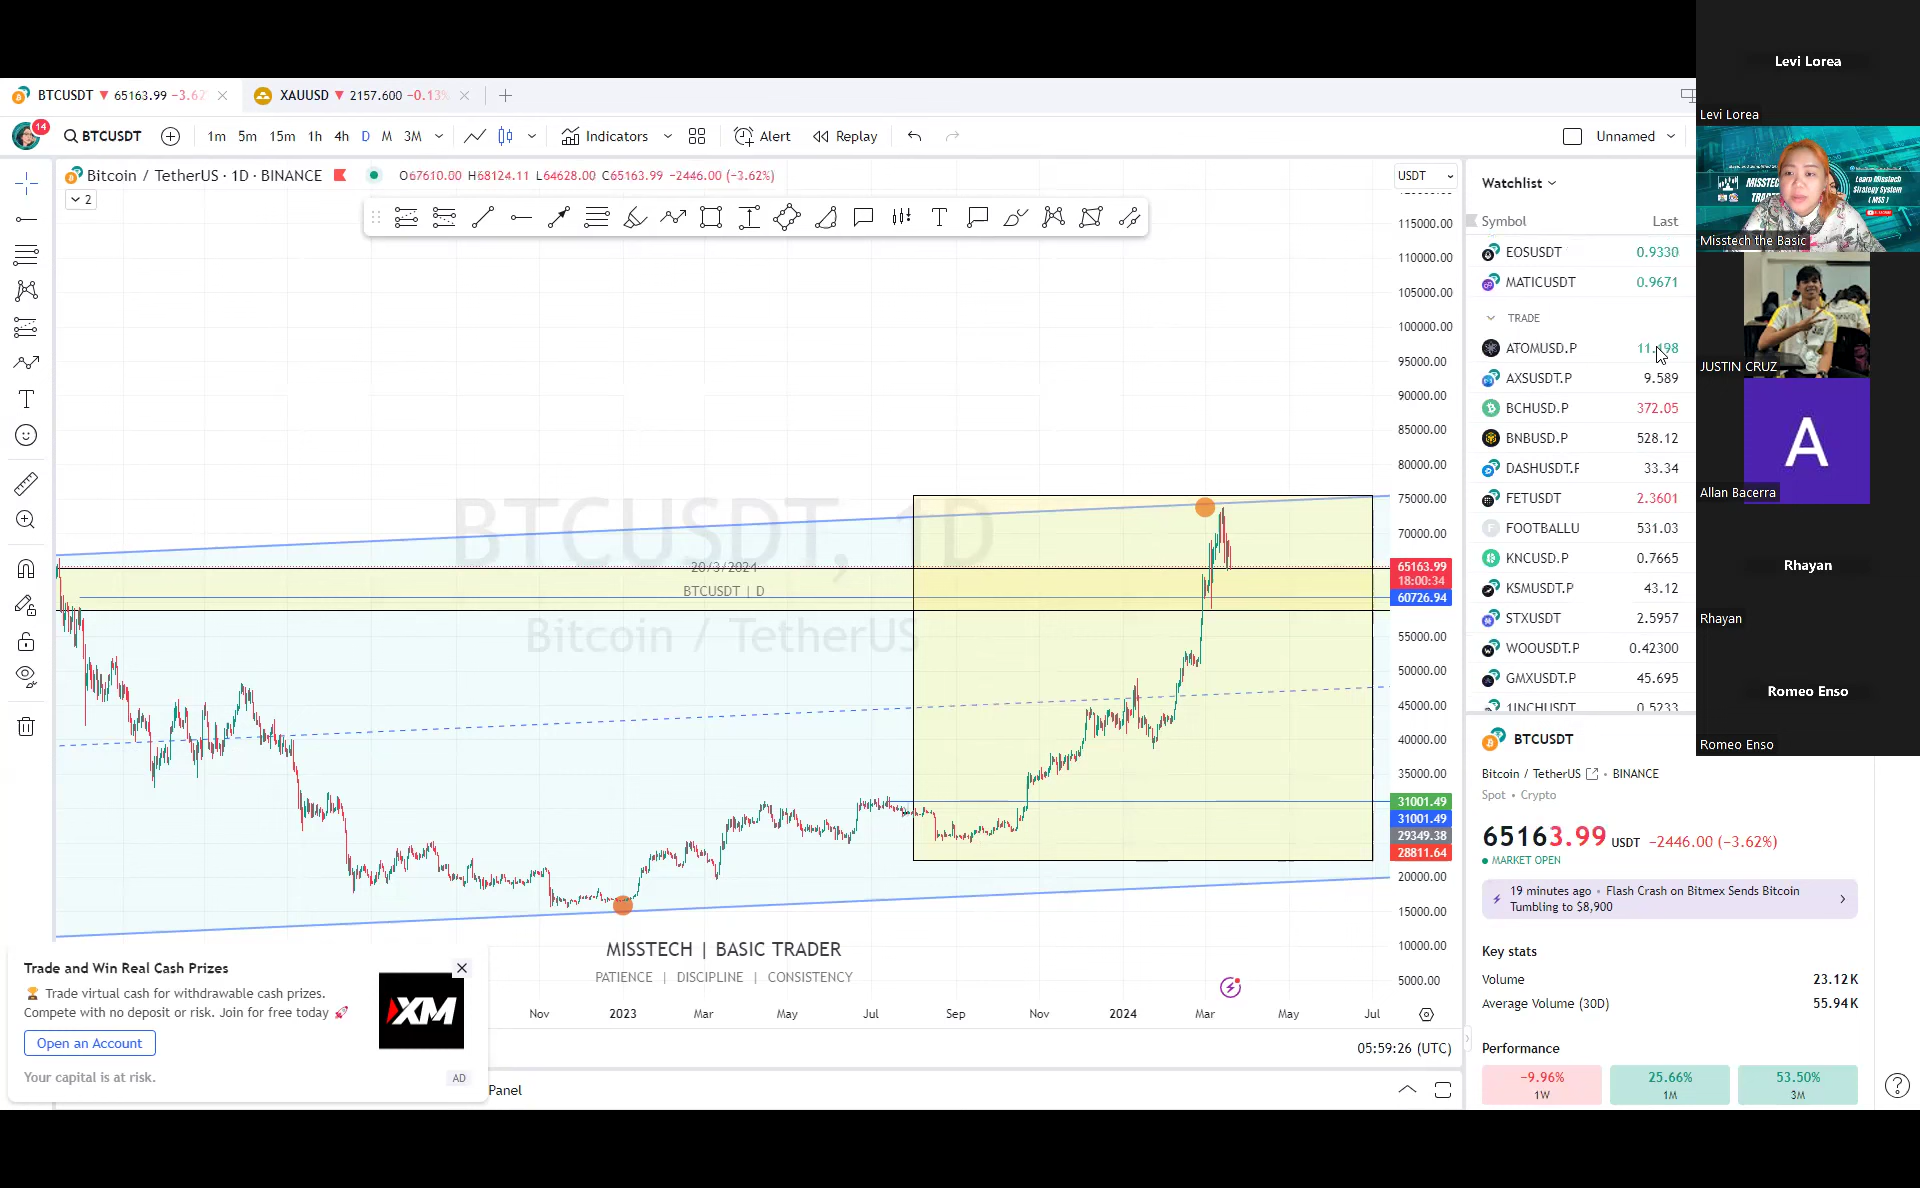 BTCUSDT ▼ 65163.99 −3.62
XAUUSD ▼ 2157.600 −0.13%
14
BTCUSDT
1m 5m 15m 1h 4h D M 3M
Indicators
Alert
Replay
Unnamed
Bitcoin / TetherUS · 1D · BINANCE
O67610.00 H68124.11 L64628.00 C65163.99 −2446.00 (−3.62%)
2
USDT
115000.00
110000.00
105000.00
100000.00
95000.00
90000.00
85000.00
80000.00
75000.00
70000.00
65163.99
18:00:34
60726.94
55000.00
50000.00
45000.00
40000.00
35000.00
31001.49
31001.49
29349.38
28811.64
20000.00
15000.00
10000.00
5000.00
BTCUSDT, 1D
Bitcoin / TetherUS
20/3/2024
BTCUSDT | D
MISSTECH | BASIC TRADER
PATIENCE | DISCIPLINE | CONSISTENCY
Nov 2023 Mar May Jul Sep Nov 2024 Mar May Jul
05:59:26 (UTC)
Panel
Trade and Win Real Cash Prizes
🏆 Trade virtual cash for withdrawable cash prizes.
Compete with no deposit or risk. Join for free today 🚀
Open an Account
Your capital is at risk.
XM
AD
Watchlist
Symbol Last
EOSUSDT 0.9330
MATICUSDT 0.9671
TRADE
ATOMUSD.P 11.198
AXSUSDT.P 9.589
BCHUSD.P 372.05
BNBUSD.P 528.12
DASHUSDT.F 33.34
FETUSDT 2.3601
FOOTBALLU 531.03
KNCUSD.P 0.7665
KSMUSDT.P 43.12
STXUSDT 2.5957
WOOUSDT.P 0.42300
GMXUSDT.P 45.695
1INCHUSDT 0.5233
BTCUSDT
Bitcoin / TetherUS • BINANCE
Spot • Crypto
65163.99 USDT −2446.00 (−3.62%)
MARKET OPEN
19 minutes ago • Flash Crash on Bitmex Sends Bitcoin
Tumbling to $8,900
Key stats
Volume 23.12K
Average Volume (30D) 55.94K
Performance
−9.96%
1W
25.66%
1M
53.50%
3M
Levi Lorea
Levi Lorea
Learn Misstech
Strategy System
( MSS )
Misstech the Basic
JUSTIN CRUZ
A
Allan Bacerra
Rhayan
Rhayan
Romeo Enso
Romeo Enso